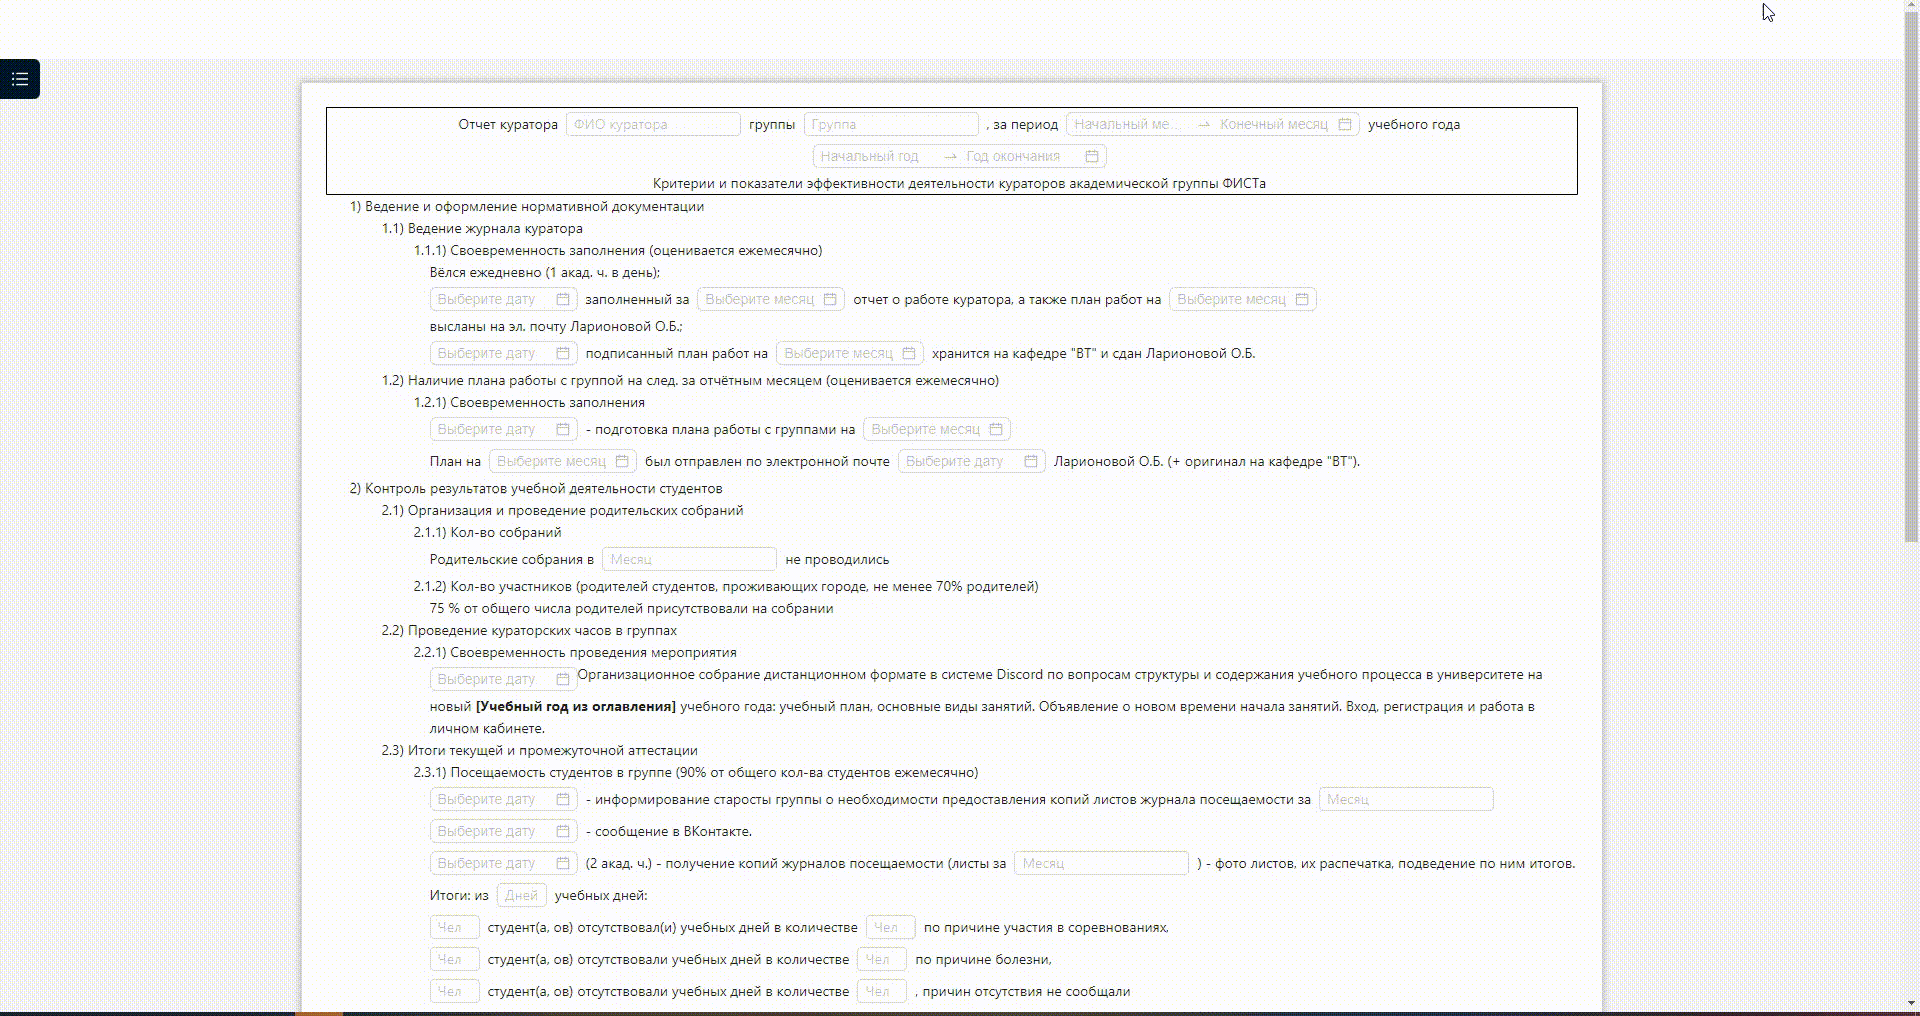 Отчет куратора ФИО куратора группы Группа , за период Начальный ме... → Конечный месяц учебного года
Начальный год → Год окончания
Критерии и показатели эффективности деятельности кураторов академической группы ФИСТа
1) Ведение и оформление нормативной документации
1.1) Ведение журнала куратора
1.1.1) Своевременность заполнения (оценивается ежемесячно)
Вёлся ежедневно (1 акад. ч. в день);
Выберите дату заполненный за Выберите месяц отчет о работе куратора, а также план работ на Выберите месяц
высланы на эл. почту Ларионовой О.Б.;
Выберите дату подписанный план работ на Выберите месяц хранится на кафедре "ВТ" и сдан Ларионовой О.Б.
1.2) Наличие плана работы с группой на след. за отчётным месяцем (оценивается ежемесячно)
1.2.1) Своевременность заполнения
Выберите дату - подготовка плана работы с группами на Выберите месяц
План на Выберите месяц был отправлен по электронной почте Выберите дату Ларионовой О.Б. (+ оригинал на кафедре "ВТ").
2) Контроль результатов учебной деятельности студентов
2.1) Организация и проведение родительских собраний
2.1.1) Кол-во собраний
Родительские собрания в Месяц не проводились
2.1.2) Кол-во участников (родителей студентов, проживающих городе, не менее 70% родителей)
75 % от общего числа родителей присутствовали на собрании
2.2) Проведение кураторских часов в группах
2.2.1) Своевременность проведения мероприятия
Выберите дату Организационное собрание дистанционном формате в системе Discord по вопросам структуры и содержания учебного процесса в университете на
новый [Учебный год из оглавления] учебного года: учебный план, основные виды занятий. Объявление о новом времени начала занятий. Вход, регистрация и работа в
личном кабинете.
2.3) Итоги текущей и промежуточной аттестации
2.3.1) Посещаемость студентов в группе (90% от общего кол-ва студентов ежемесячно)
Выберите дату - информирование старосты группы о необходимости предоставления копий листов журнала посещаемости за Месяц
Выберите дату - сообщение в ВКонтакте.
Выберите дату (2 акад. ч.) - получение копий журналов посещаемости (листы за Месяц ) - фото листов, их распечатка, подведение по ним итогов.
Итоги: из Дней учебных дней:
Чел студент(а, ов) отсутствовал(и) учебных дней в количестве Чел по причине участия в соревнованиях,
Чел студент(а, ов) отсутствовали учебных дней в количестве Чел по причине болезни,
Чел студент(а, ов) отсутствовали учебных дней в количестве Чел , причин отсутствия не сообщали